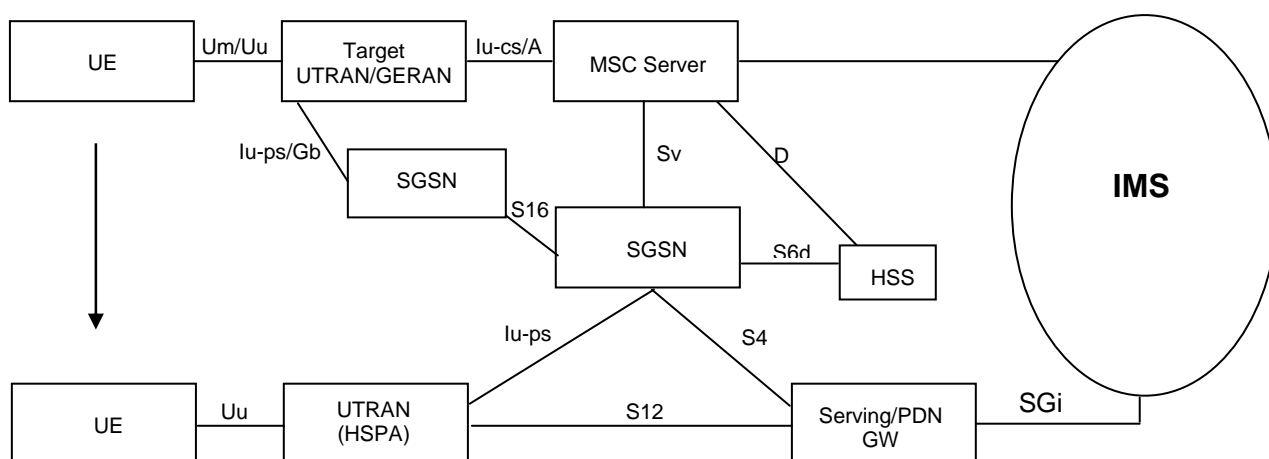 UE
Um/Uu
Target
UTRAN/GERAN
Iu-cs/A
MSC Server
Iu-ps/Gb
SGSN
S16
Sv
D
IMS
SGSN
S6d
HSS
Iu-ps
S4
UE
Uu
UTRAN
(HSPA)
S12
Serving/PDN
GW
SGi